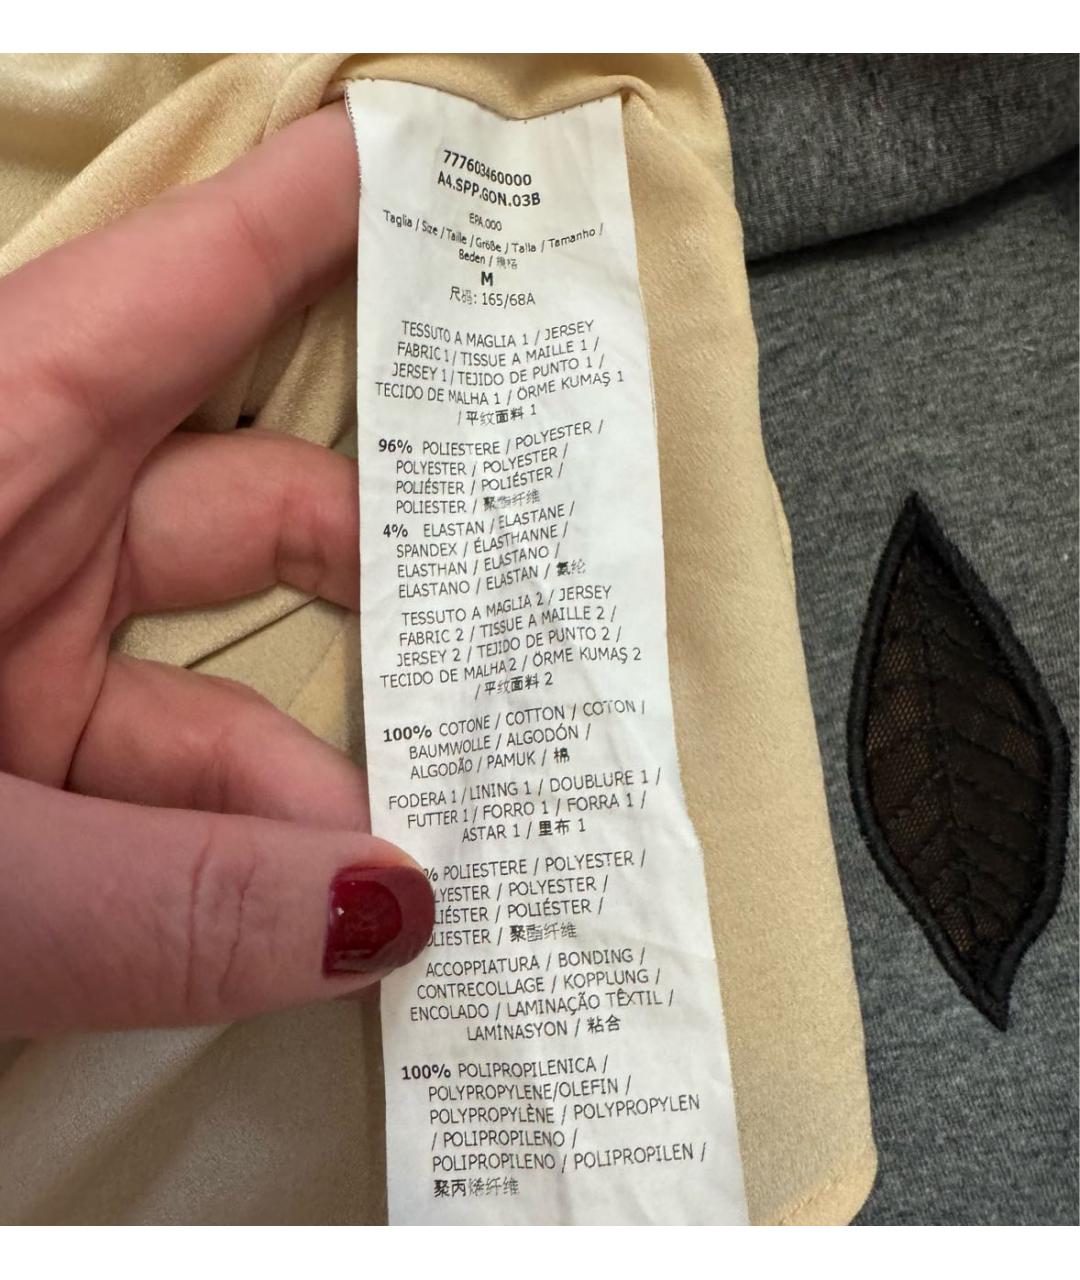 777603460000
A4.SPP.GON.03B
EPA.000
Taglia / Size / Taille / Größe / Talla / Tamanho /
Beden / 规格
M
尺码: 165/68A
TESSUTO A MAGLIA 1 / JERSEY
FABRIC 1 / TISSUE A MAILLE 1 /
JERSEY 1 / TEJIDO DE PUNTO 1 /
TECIDO DE MALHA 1 / ÖRME KUMAŞ 1
/ 平纹面料 1
96% POLIESTERE / POLYESTER /
POLYESTER / POLYESTER /
POLIÉSTER / POLIÉSTER /
POLIESTER / 聚酯纤维
4% ELASTAN / ELASTANE /
SPANDEX / ÉLASTHANNE /
ELASTHAN / ELASTANO /
ELASTANO / ELASTAN / 氨纶
TESSUTO A MAGLIA 2 / JERSEY
FABRIC 2 / TISSUE A MAILLE 2 /
JERSEY 2 / TEJIDO DE PUNTO 2 /
TECIDO DE MALHA 2 / ÖRME KUMAŞ 2
/ 平纹面料 2
100% COTONE / COTTON / COTON /
BAUMWOLLE / ALGODÓN /
ALGODÃO / PAMUK / 棉
FODERA 1 / LINING 1 / DOUBLURE 1 /
FUTTER 1 / FORRO 1 / FORRA 1 /
ASTAR 1 / 里布 1
% POLIESTERE / POLYESTER /
LYESTER / POLYESTER /
LIÉSTER / POLIÉSTER /
LIESTER / 聚酯纤维
ACCOPPIATURA / BONDING /
CONTRECOLLAGE / KOPPLUNG /
ENCOLADO / LAMINAÇÃO TÊXTIL /
LAMİNASYON / 粘合
100% POLIPROPILENICA /
POLYPROPYLENE/OLEFIN /
POLYPROPYLÈNE / POLYPROPYLEN
/ POLIPROPILENO /
POLIPROPILENO / POLIPROPILEN /
聚丙烯纤维